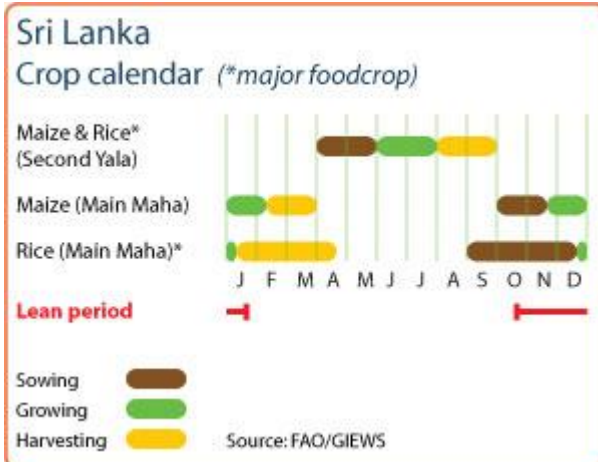 Sri Lanka
Crop calendar (*major foodcrop)
Maize & Rice*
(Second Yala)
Maize (Main Maha)
Rice (Main Maha)*
J F M A M J J A S O N D
Lean period
Sowing
Growing
Harvesting
Source: FAO/GIEWS